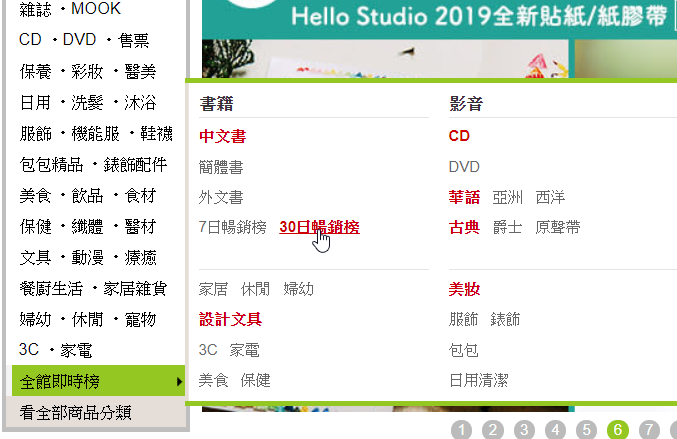 雜誌 ・MOOK
CD ・DVD ・售票
保養 ・彩妝 ・醫美
日用 ・洗髮 ・沐浴
服飾 ・機能服 ・鞋襪
包包精品 ・錶飾配件
美食 ・飲品 ・食材
保健 ・纖體 ・醫材
文具 ・動漫 ・療癒
餐廚生活 ・家居雜貨
婦幼 ・休閒 ・寵物
3C ・家電
全館即時榜
看全部商品分類
Hello Studio 2019全新貼紙/紙膠帶
書籍
中文書
簡體書
外文書
7日暢銷榜 30日暢銷榜
家居 休閒 婦幼
設計文具
3C 家電
美食 保健
影音
CD
DVD
華語 亞洲 西洋
古典 爵士 原聲帶
美妝
服飾 錶飾
包包
日用清潔
1 2 3 4 5 6 7